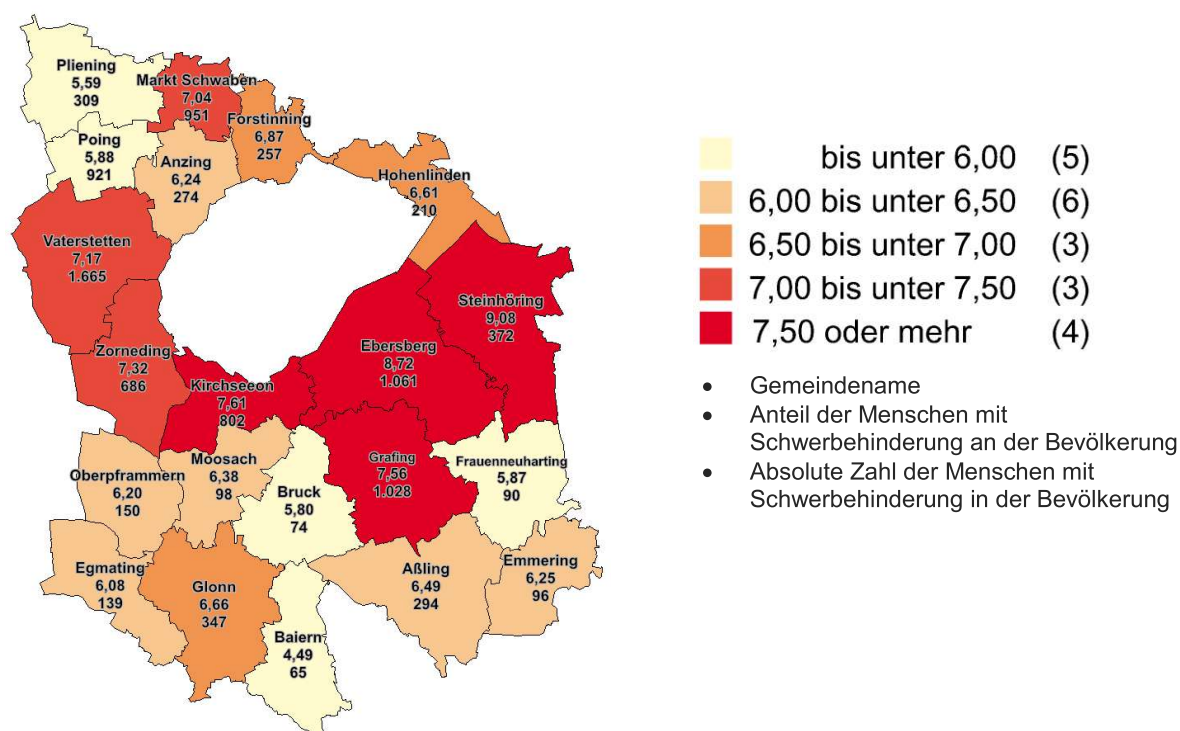 Pliening
5,59
309
Markt Schwaben
7,04
951
Forstinning
6,87
257
Poing
5,88
921
Anzing
6,24
274
Hohenlinden
6,61
210
Vaterstetten
7,17
1.665
Steinhöring
9,08
372
Zorneding
7,32
686
Ebersberg
8,72
1.061
Kirchseeon
7,61
802
Moosach
6,38
98
Grafing
7,56
1.028
Frauenneuharting
5,87
90
Oberpframmern
6,20
150
Bruck
5,80
74
Egmating
6,08
139
Glonn
6,66
347
Aßling
6,49
294
Emmering
6,25
96
Baiern
4,49
65
bis unter 6,00 (5)
6,00 bis unter 6,50 (6)
6,50 bis unter 7,00 (3)
7,00 bis unter 7,50 (3)
7,50 oder mehr (4)
• Gemeindename
• Anteil der Menschen mit
Schwerbehinderung an der Bevölkerung
• Absolute Zahl der Menschen mit
Schwerbehinderung in der Bevölkerung